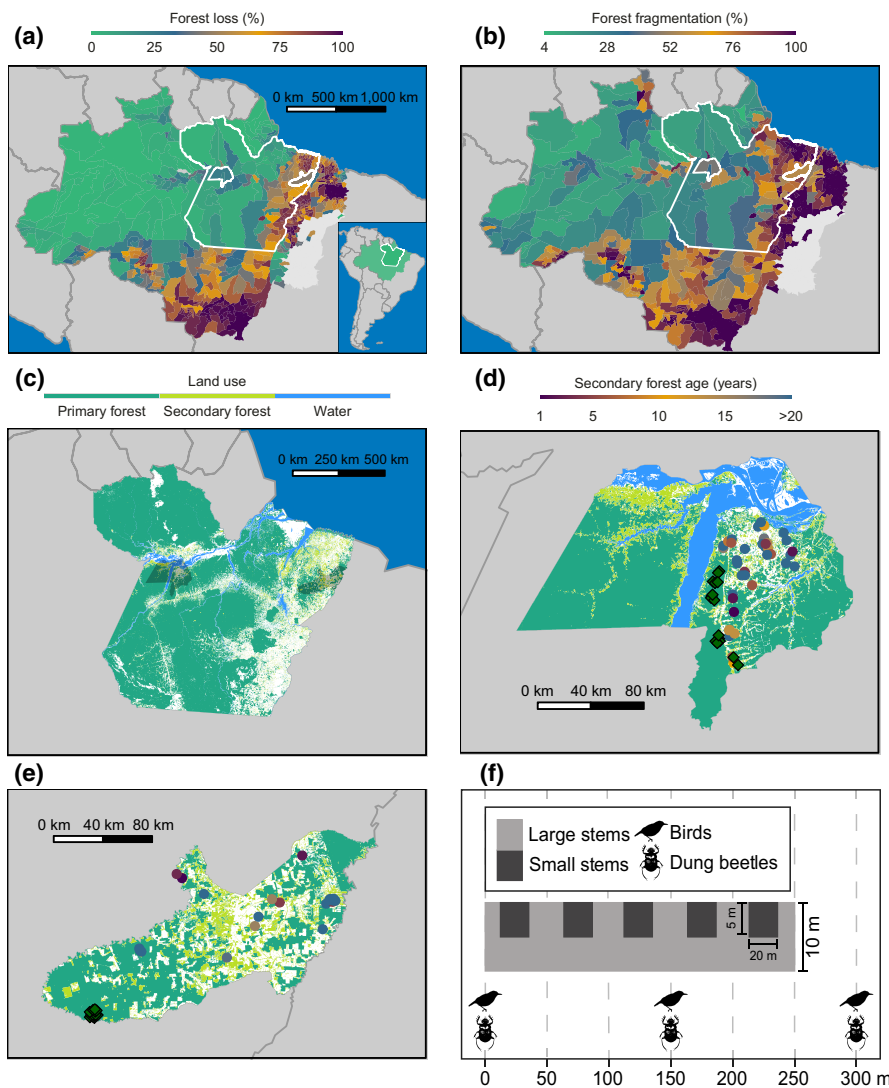 (a)
Forest loss (%)
0 25 50 75 100
0 km 500 km 1,000 km
(b)
Forest fragmentation (%)
4 28 52 76 100
(c)
Land use
Primary forest Secondary forest Water
0 km 250 km 500 km
(d)
Secondary forest age (years)
1 5 10 15 >20
0 km 40 km 80 km
(e)
0 km 40 km 80 km
(f)
Large stems Birds
Small stems Dung beetles
5 m
20 m
10 m
0 50 100 150 200 250 300 m